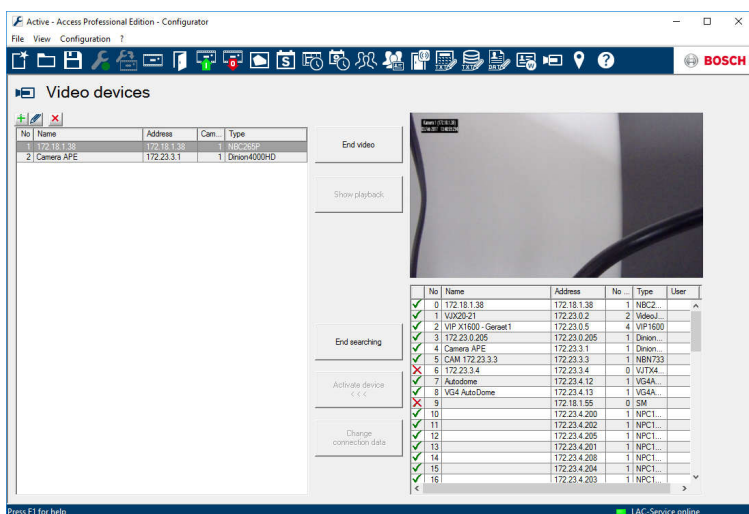 Active - Access Professional Edition - Configurator
File View Configuration ?
BOSCH
Video devices
No Name Address Cam... Type
1 172.18.1.38 172.18.1.38 1 NBC265P
2 Camera APE 172.23.3.1 1 Dinion4000HD
End video
Show playback
End searching
Activate device
< < <
Change
connection data
No Name Address No ... Type User
0 172.18.1.38 172.18.1.38 1 NBC2...
1 VJX20-21 172.23.0.2 2 VideoJ...
2 VIP X1600 - Geraet1 172.23.0.5 4 VIP1600
3 172.23.0.205 172.23.0.205 1 Dinion...
4 Camera APE 172.23.3.1 1 Dinion...
5 CAM 172.23.3.3 172.23.3.3 1 NBN733
6 172.23.3.4 172.23.3.4 0 VJTX4...
7 Autodome 172.23.4.12 1 VG4A...
8 VG4 AutoDome 172.23.4.13 1 VG4A...
9 172.18.1.55 0 SM
10 172.23.4.200 1 NPC1...
11 172.23.4.202 1 NPC1...
12 172.23.4.205 1 NPC1...
13 172.23.4.201 1 NPC1...
14 172.23.4.208 1 NPC1...
15 172.23.4.204 1 NPC1...
16 172.23.4.203 1 NPC1...
Press F1 for help
LAC-Service online